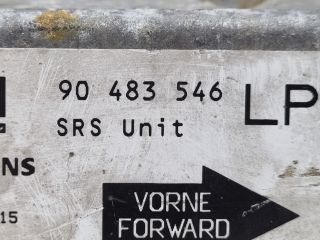 90 483 546 LP
SRS Unit
NS
15
VORNE
FORWARD